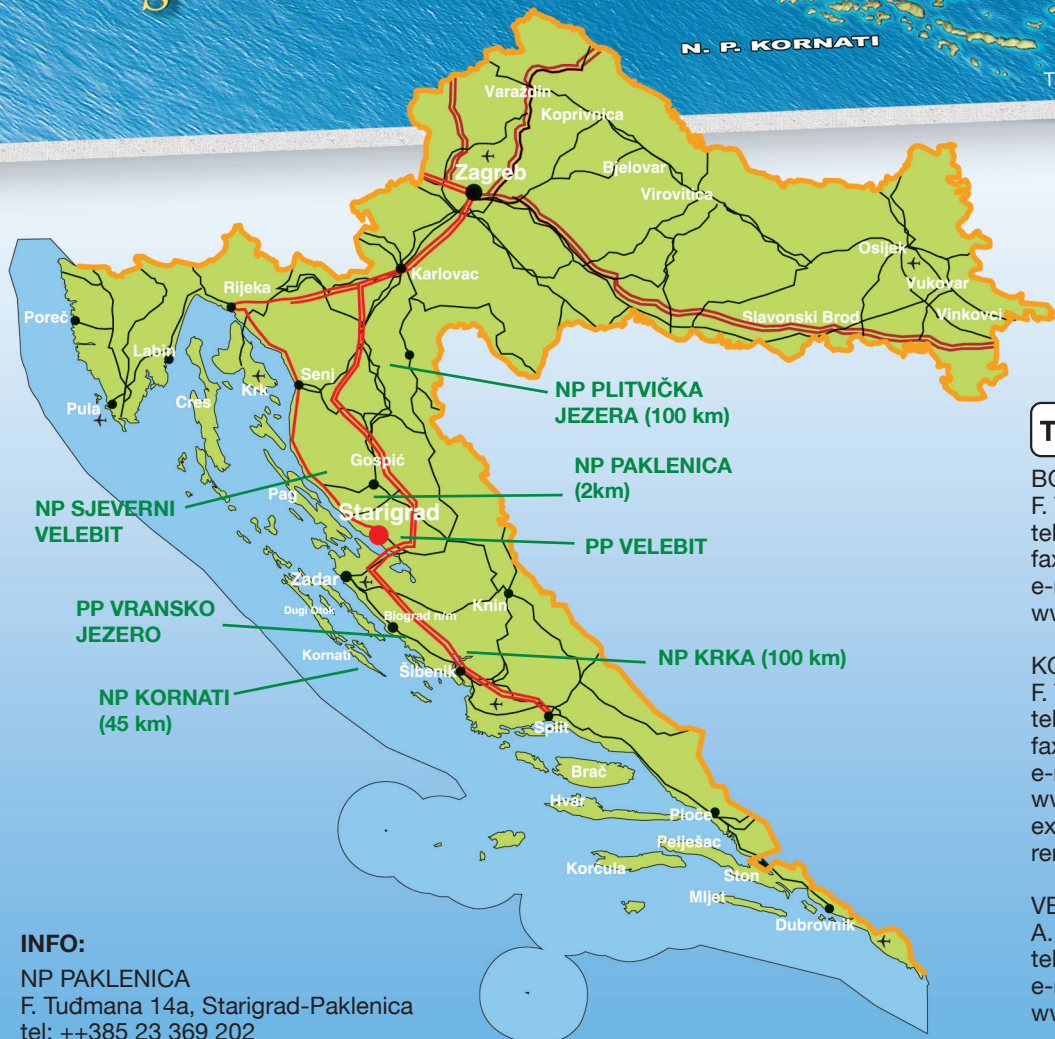 N. P. KORNATI
Varaždin
Koprivnica
Zagreb
Bjelovar
Virovitica
Osijek
Vukovar
Vinkovci
Slavonski Brod
Karlovac
Rijeka
Poreč
Labin
Pula
Cres
Krk
Senj
NP PLITVIČKA
JEZERA (100 km)
Gospić
NP PAKLENICA
(2km)
Pag
NP SJEVERNI
VELEBIT
Starigrad
PP VELEBIT
Zadar
Knin
PP VRANSKO
JEZERO
Dugi Otok
Biograd n/m
Kornati
Šibenik
NP KRKA (100 km)
NP KORNATI
(45 km)
Split
Brač
Hvar
Ploče
Pelješac
Korčula
Ston
Mljet
Dubrovnik
INFO:
NP PAKLENICA
F. Tuđmana 14a, Starigrad-Paklenica
tel: ++385 23 369 202